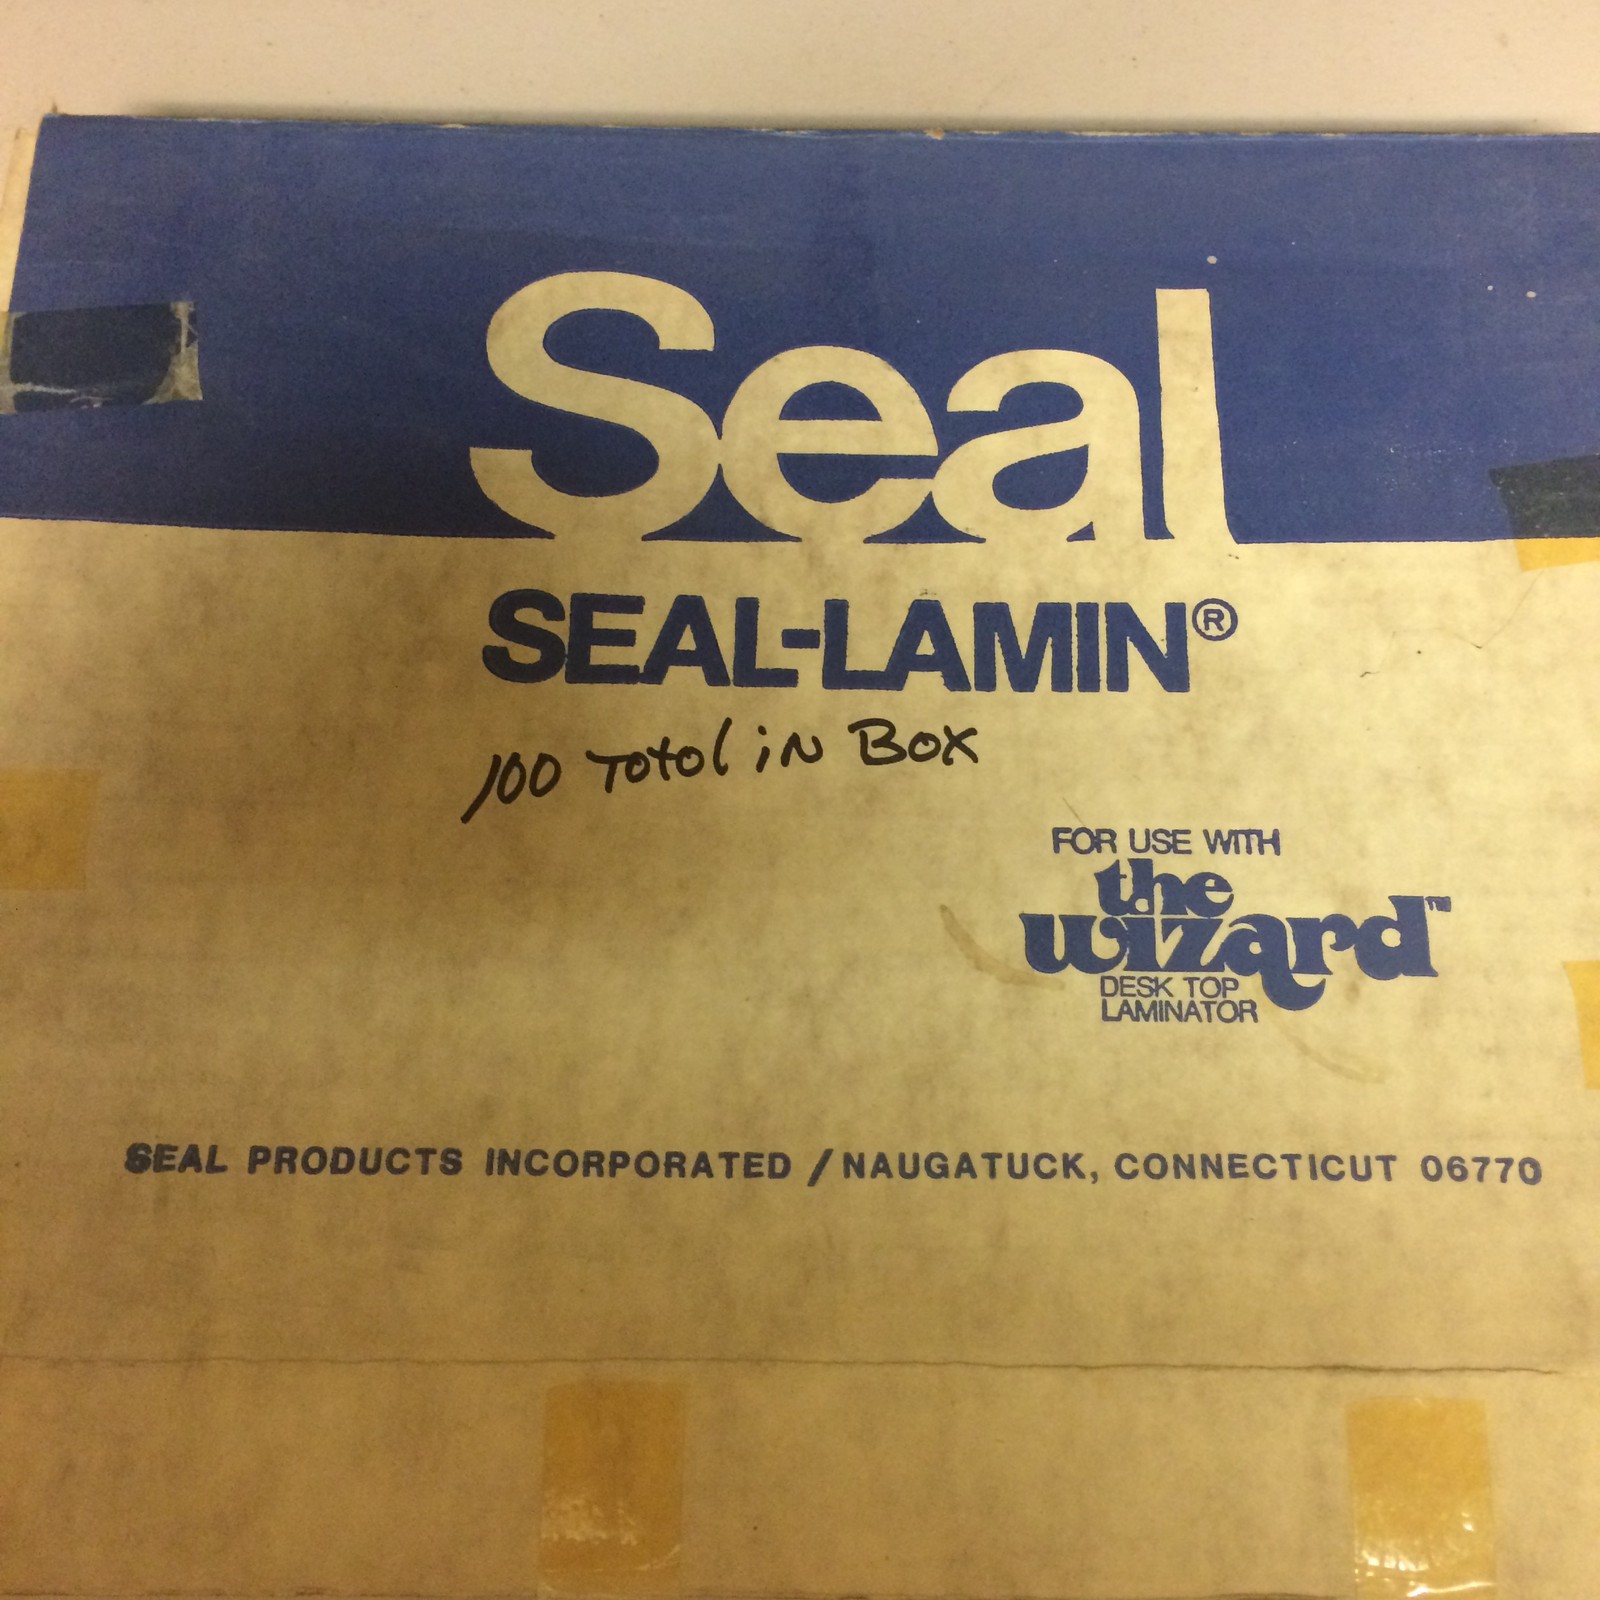 Seal
SEAL-LAMIN®
100 Total in Box
FOR USE WITH
the
wizard™
DESK TOP
LAMINATOR
SEAL PRODUCTS INCORPORATED / NAUGATUCK, CONNECTICUT 06770